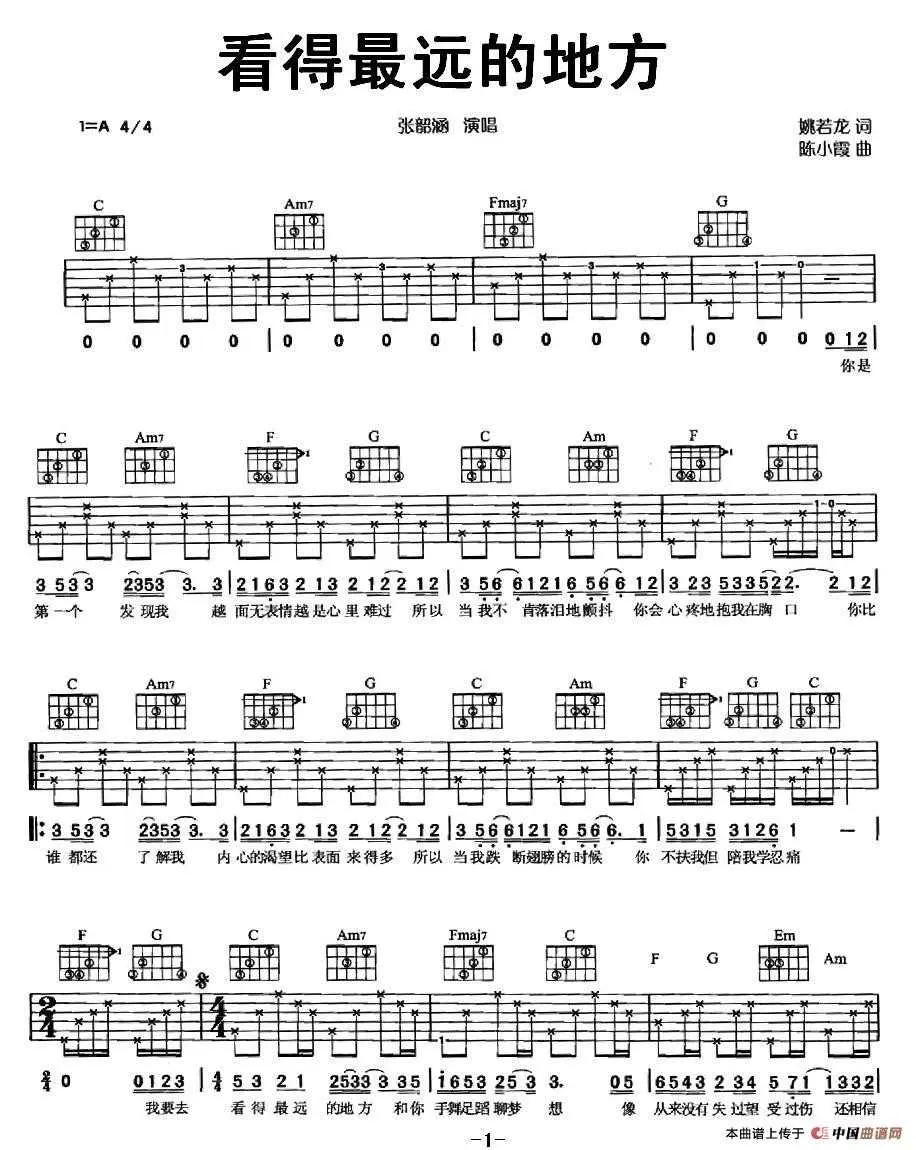 看得最远的地方
1=A 4/4 张韶涵 演唱 姚若龙 词
陈小霞 曲
C Am7 Fmaj7 G
0 0 0 0 | 0 0 0 0 | 0 0 0 0 | 0 0 0 0 1 2
你是
C Am7 F G C Am F G
3 5 3 3 2 3 5 3 3. 3 | 2 1 6 3 2 1 3 2 1 2 2 1 2 | 3 5 6 6 1 2 1 6 5 6 6 1 2 | 3 2 3 5 3 3 5 2 2. 2 1 2
第一个 发现我 越 面无表情越是心里难过 所以 当我不 肯落泪地颤抖 你会心疼地抱我在胸口 你比
C Am7 F G C Am F G C
3 5 3 3 2 3 5 3 3. 3 | 2 1 6 3 2 1 3 2 1 2 2 1 2 | 3 5 6 6 1 2 1 6 5 6 6. 1 | 5 3 1 5 3 1 2 6 1 —
谁都还 了解我 内 心的渴望比表面来得多 所以 当我跌 断翅膀的时候 你 不扶我但 陪我学忍痛
F G C Am7 Fmaj7 C F G Em Am
2/4 0 0 1 2 3 | 4/4 5 3 2 1 2 5 3 3 3 3 5 | 1 6 5 3 2 5 3 3. 0 5 | 6 5 4 3 2 3 4 5 7 1 1 3 3 2
我要去 看得最远 的地方 和你 手舞足蹈聊梦 想 像 从来没有失过望受过伤 还相信
-1-
本曲谱上传于 中国曲谱网